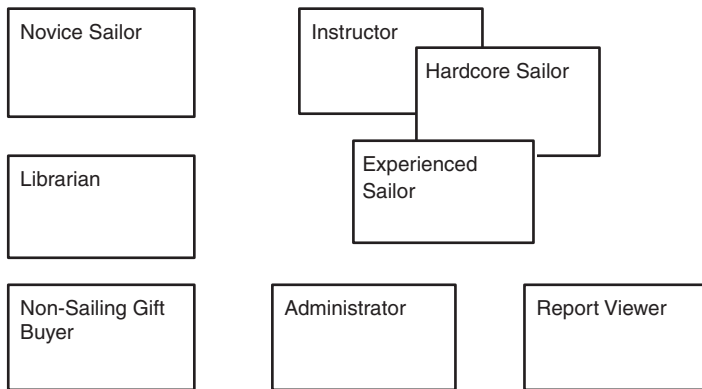 Novice Sailor
Instructor
Hardcore Sailor
Librarian
Experienced
Sailor
Non-Sailing Gift
Buyer
Administrator
Report Viewer